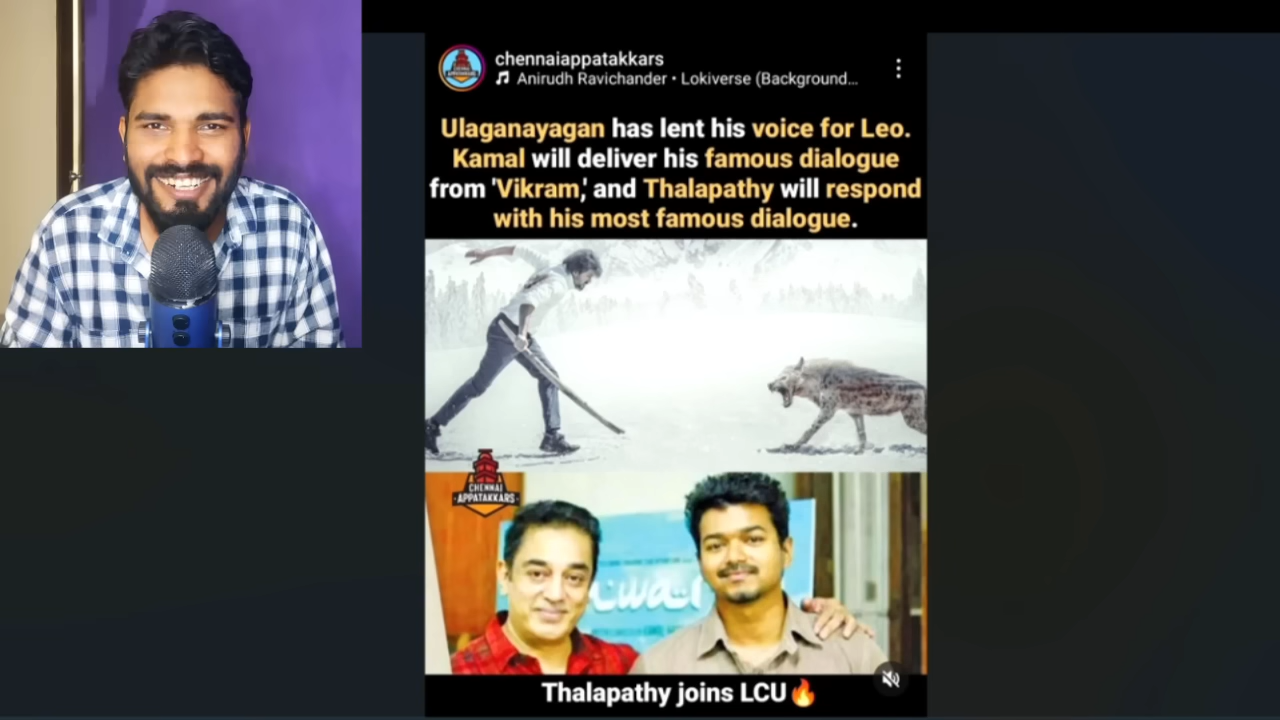 chennaiappatakkars
Anirudh Ravichander • Lokiverse (Background...
Ulaganayagan has lent his voice for Leo.
Kamal will deliver his famous dialogue
from 'Vikram,' and Thalapathy will respond
with his most famous dialogue.
CHENNAI
APPATAKKARS
Thalapathy joins LCU🔥